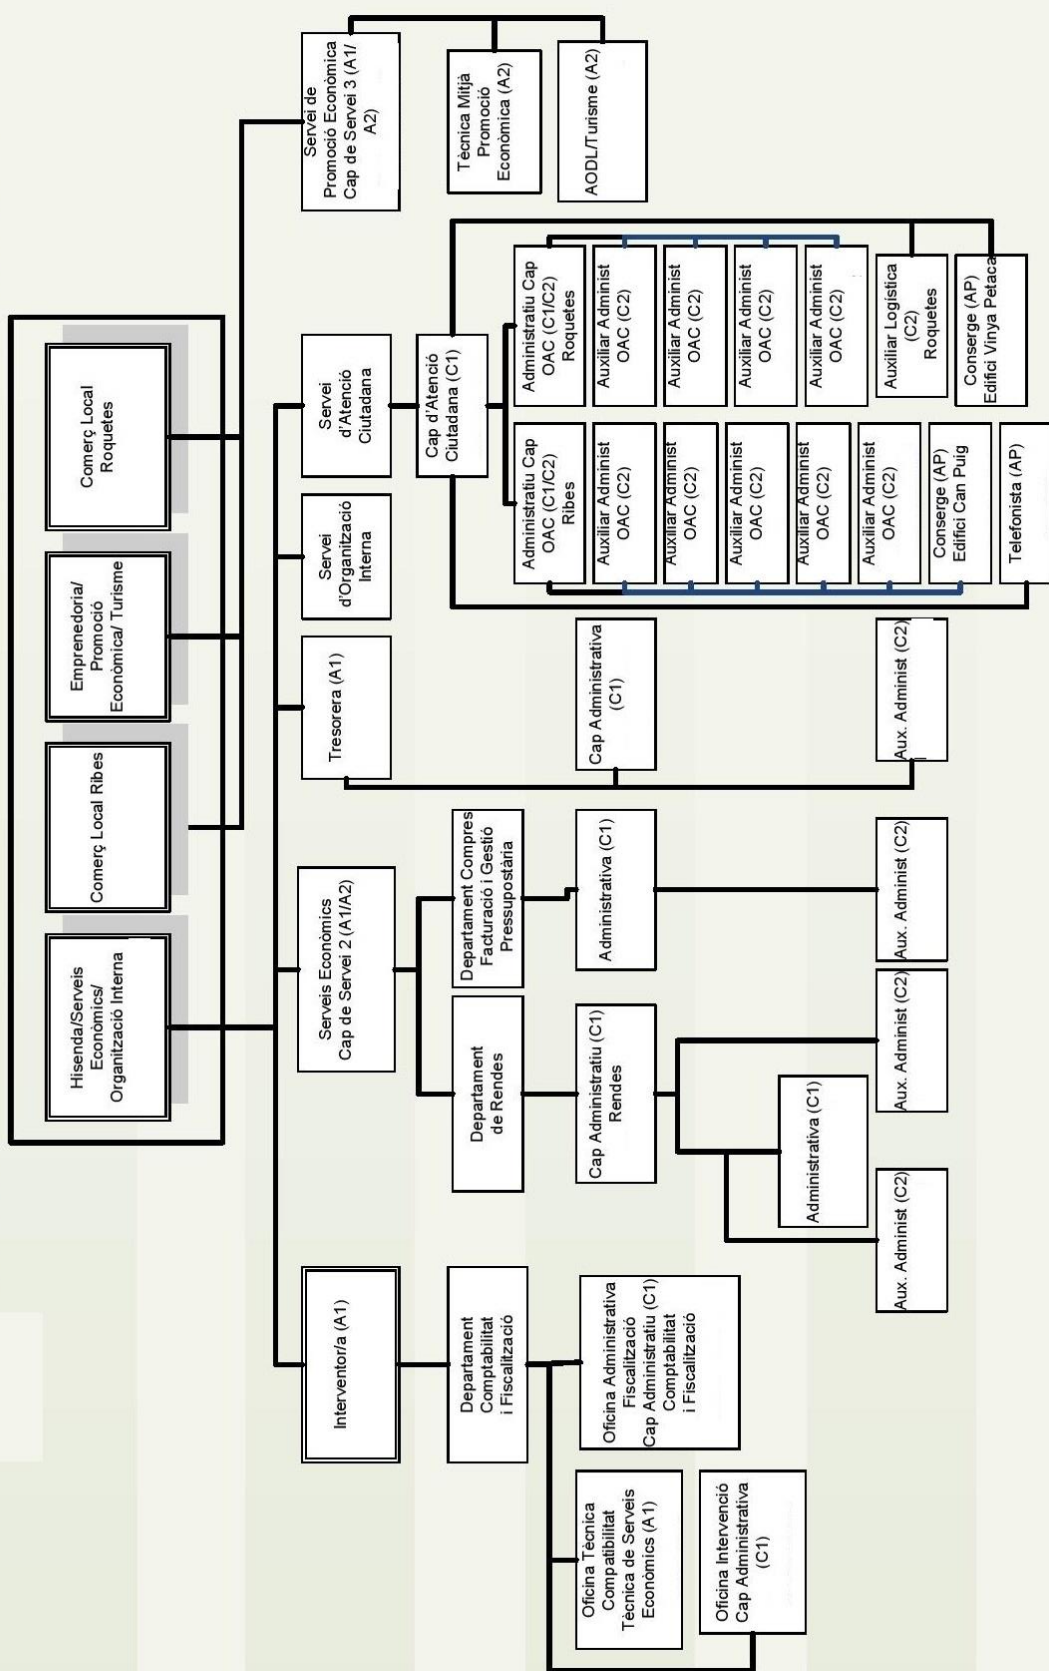 Hisenda/Serveis
Econòmics/
Organització Interna
Comerç Local Ribes
Emprenedoria/
Promoció
Econòmica/ Turisme
Comerç Local
Roquetes
Interventor/a (A1)
Serveis Econòmics
Cap de Servei 2 (A1/A2)
Tresorera (A1)
Servei
d'Organització
Interna
Servei
d'Atenció
Ciutadana
Servei de
Promoció Econòmica
Cap de Servei 3 (A1/
A2)
Departament
Comptabilitat
i Fiscalització
Departament
de Rendes
Departament Compres
Facturació i Gestió
Pressupostària
Cap d'Atenció
Ciutadana (C1)
Tècnica Mitjà
Promoció
Econòmica (A2)
AODL/Turisme (A2)
Oficina Tècnica
Compatibilitat
Tècnica de Serveis
Econòmics (A1)
Oficina Administrativa
Fiscalització
Cap Administratiu (C1)
Comptabilitat
i Fiscalització
Oficina Intervenció
Cap Administrativa
(C1)
Cap Administratiu (C1)
Rendes
Administrativa (C1)
Cap Administrativa
(C1)
Administrativa (C1)
Aux. Administ (C2)
Aux. Administ (C2)
Aux. Administ (C2)
Aux. Administ (C2)
Administratiu Cap
OAC (C1/C2)
Ribes
Auxiliar Administ
OAC (C2)
Auxiliar Administ
OAC (C2)
Auxiliar Administ
OAC (C2)
Auxiliar Administ
OAC (C2)
Auxiliar Administ
OAC (C2)
Conserge (AP)
Edifici Can Puig
Telefonista (AP)
Administratiu Cap
OAC (C1/C2)
Roquetes
Auxiliar Administ
OAC (C2)
Auxiliar Administ
OAC (C2)
Auxiliar Administ
OAC (C2)
Auxiliar Administ
OAC (C2)
Auxiliar Logística
(C2)
Roquetes
Conserge (AP)
Edifici Vinya Petaca